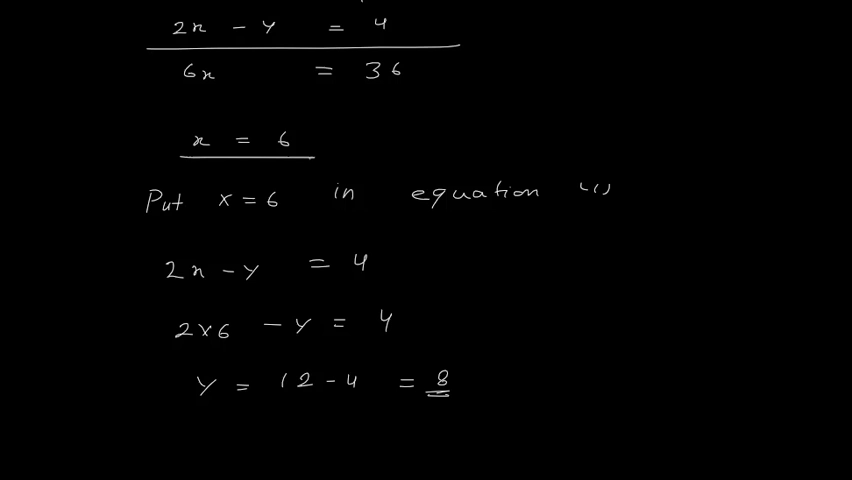 2x - y = 4
6x = 36
x = 6
Put x = 6 in equation (1)
2x - y = 4
2x6 - y = 4
y = 12 - 4 = 8